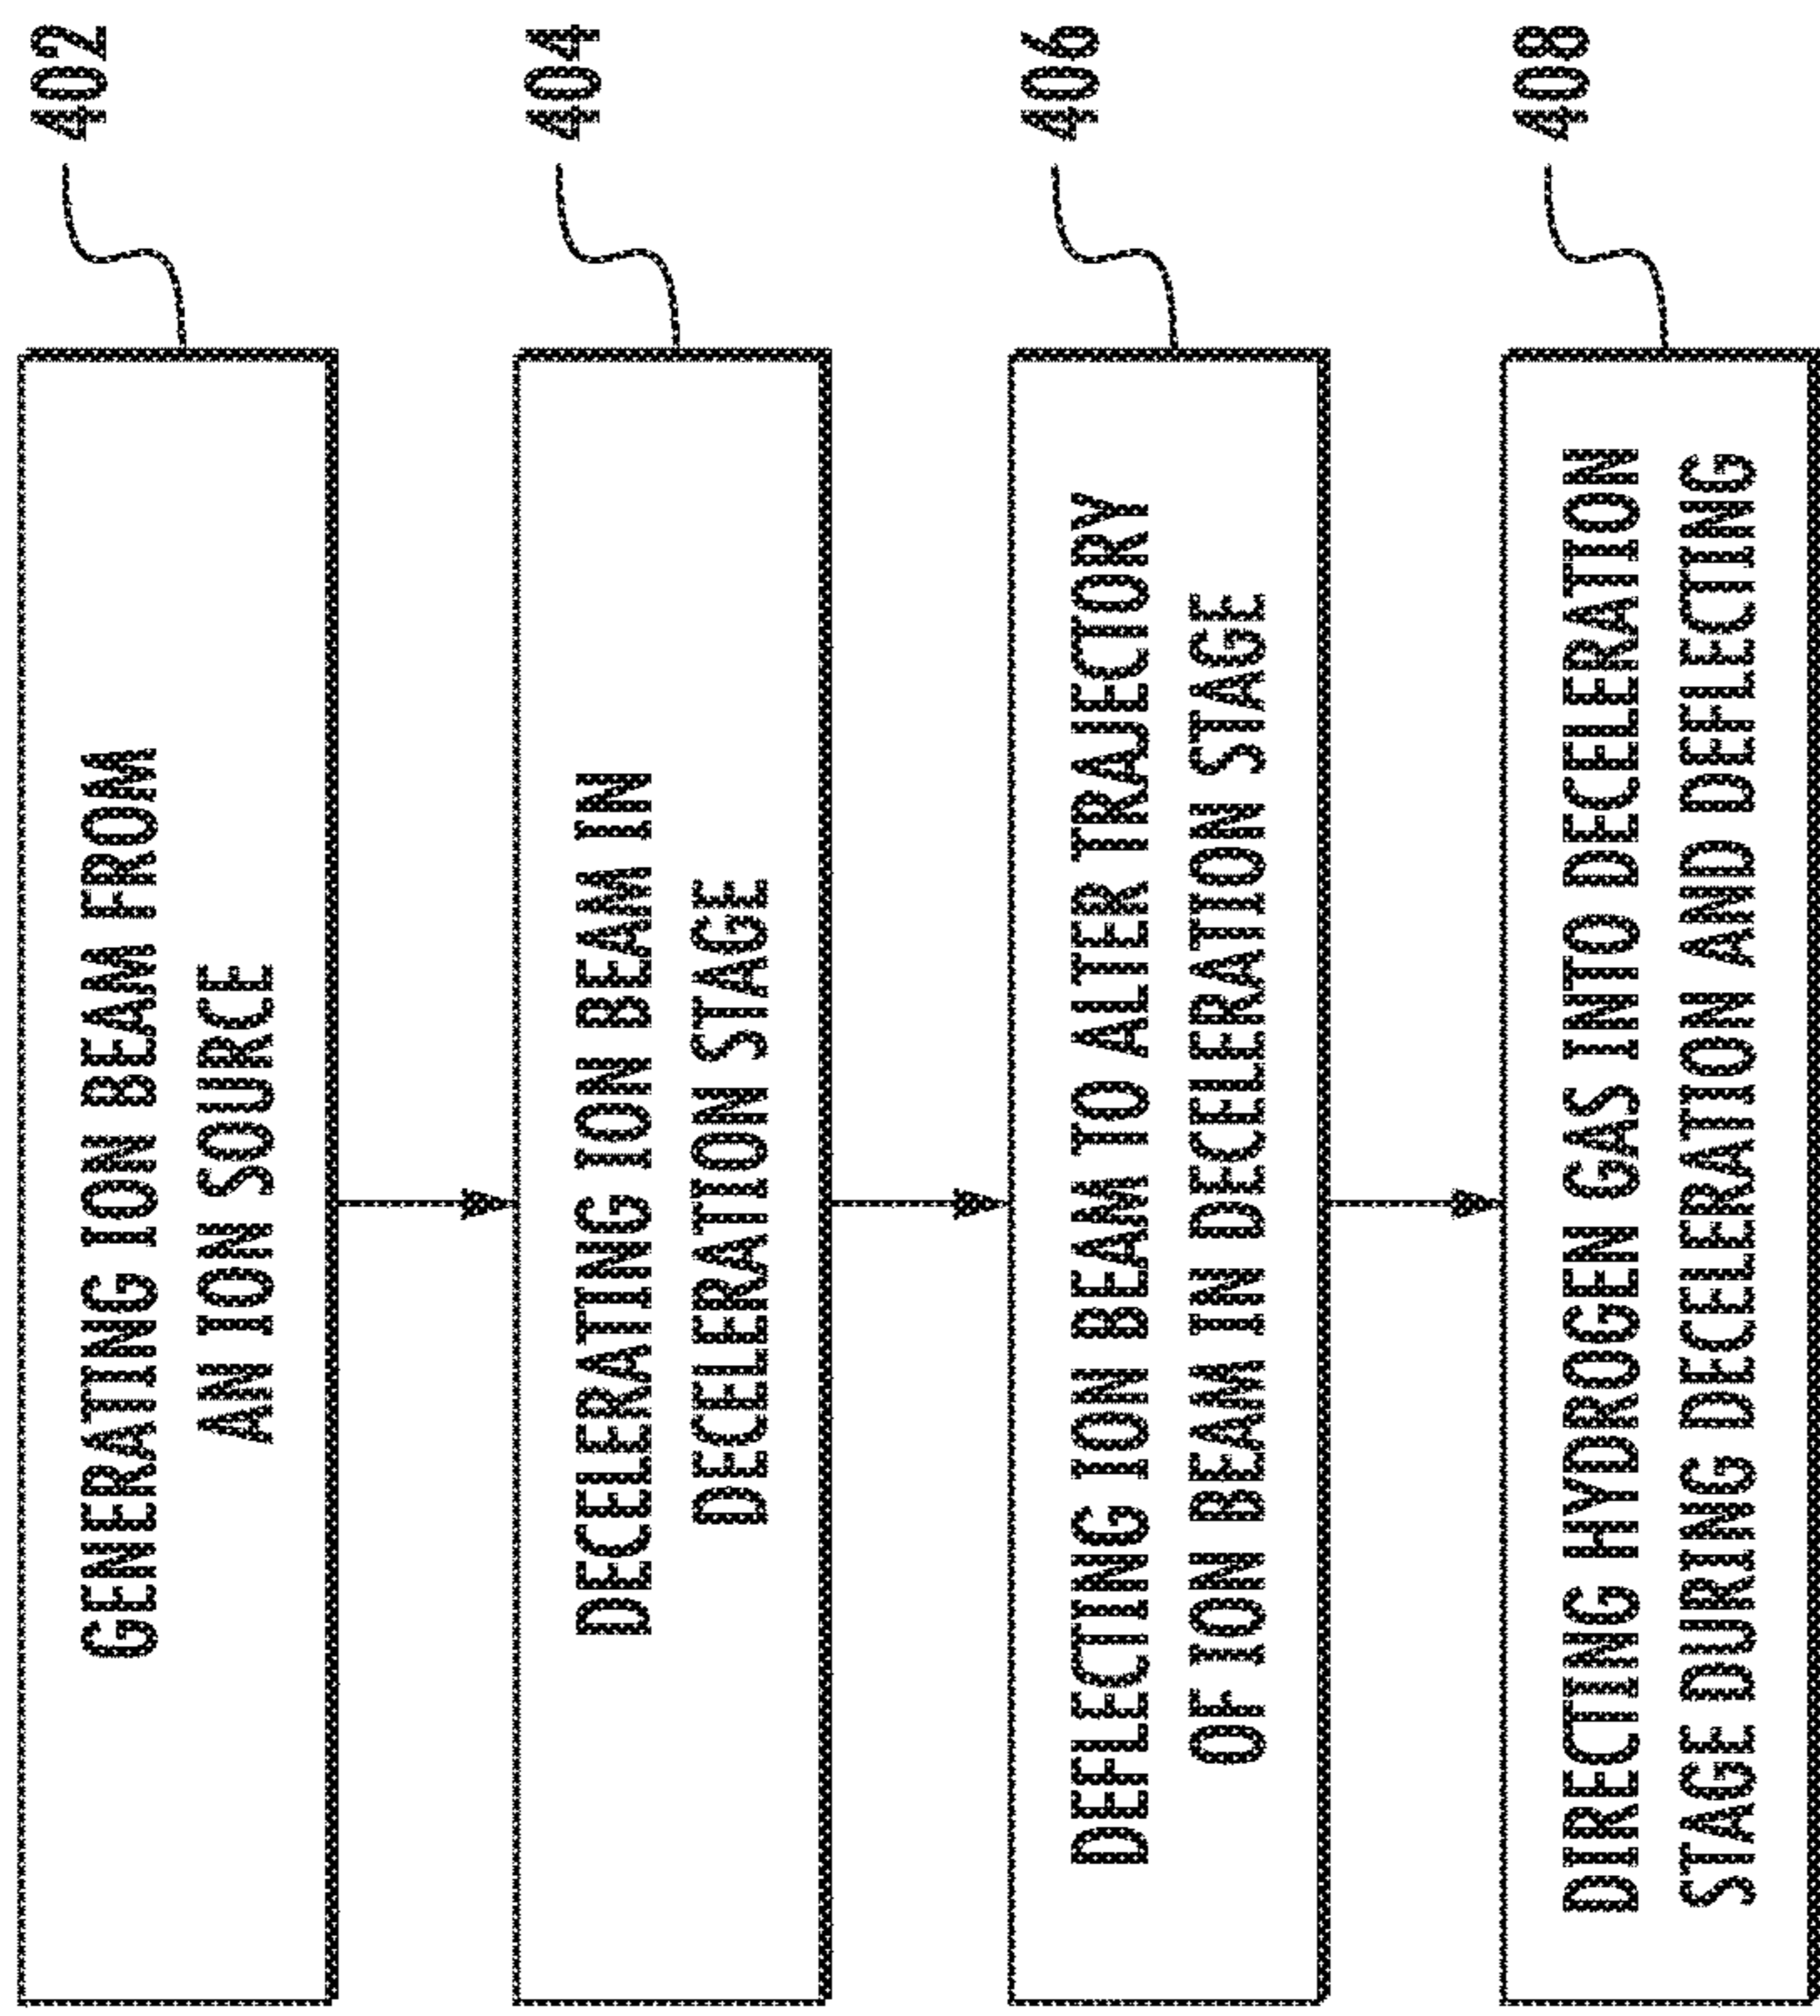 GENERATING ION BEAM FROM
AN ION SOURCE
402
DECELERATING ION BEAM IN
DECELERATION STAGE
404
DEFLECTING ION BEAM TO ALTER TRAJECTORY
OF ION BEAM IN DECELERATION STAGE
406
DIRECTING HYDROGEN GAS INTO DECELERATION
STAGE DURING DECELERATION AND DEFLECTING
408